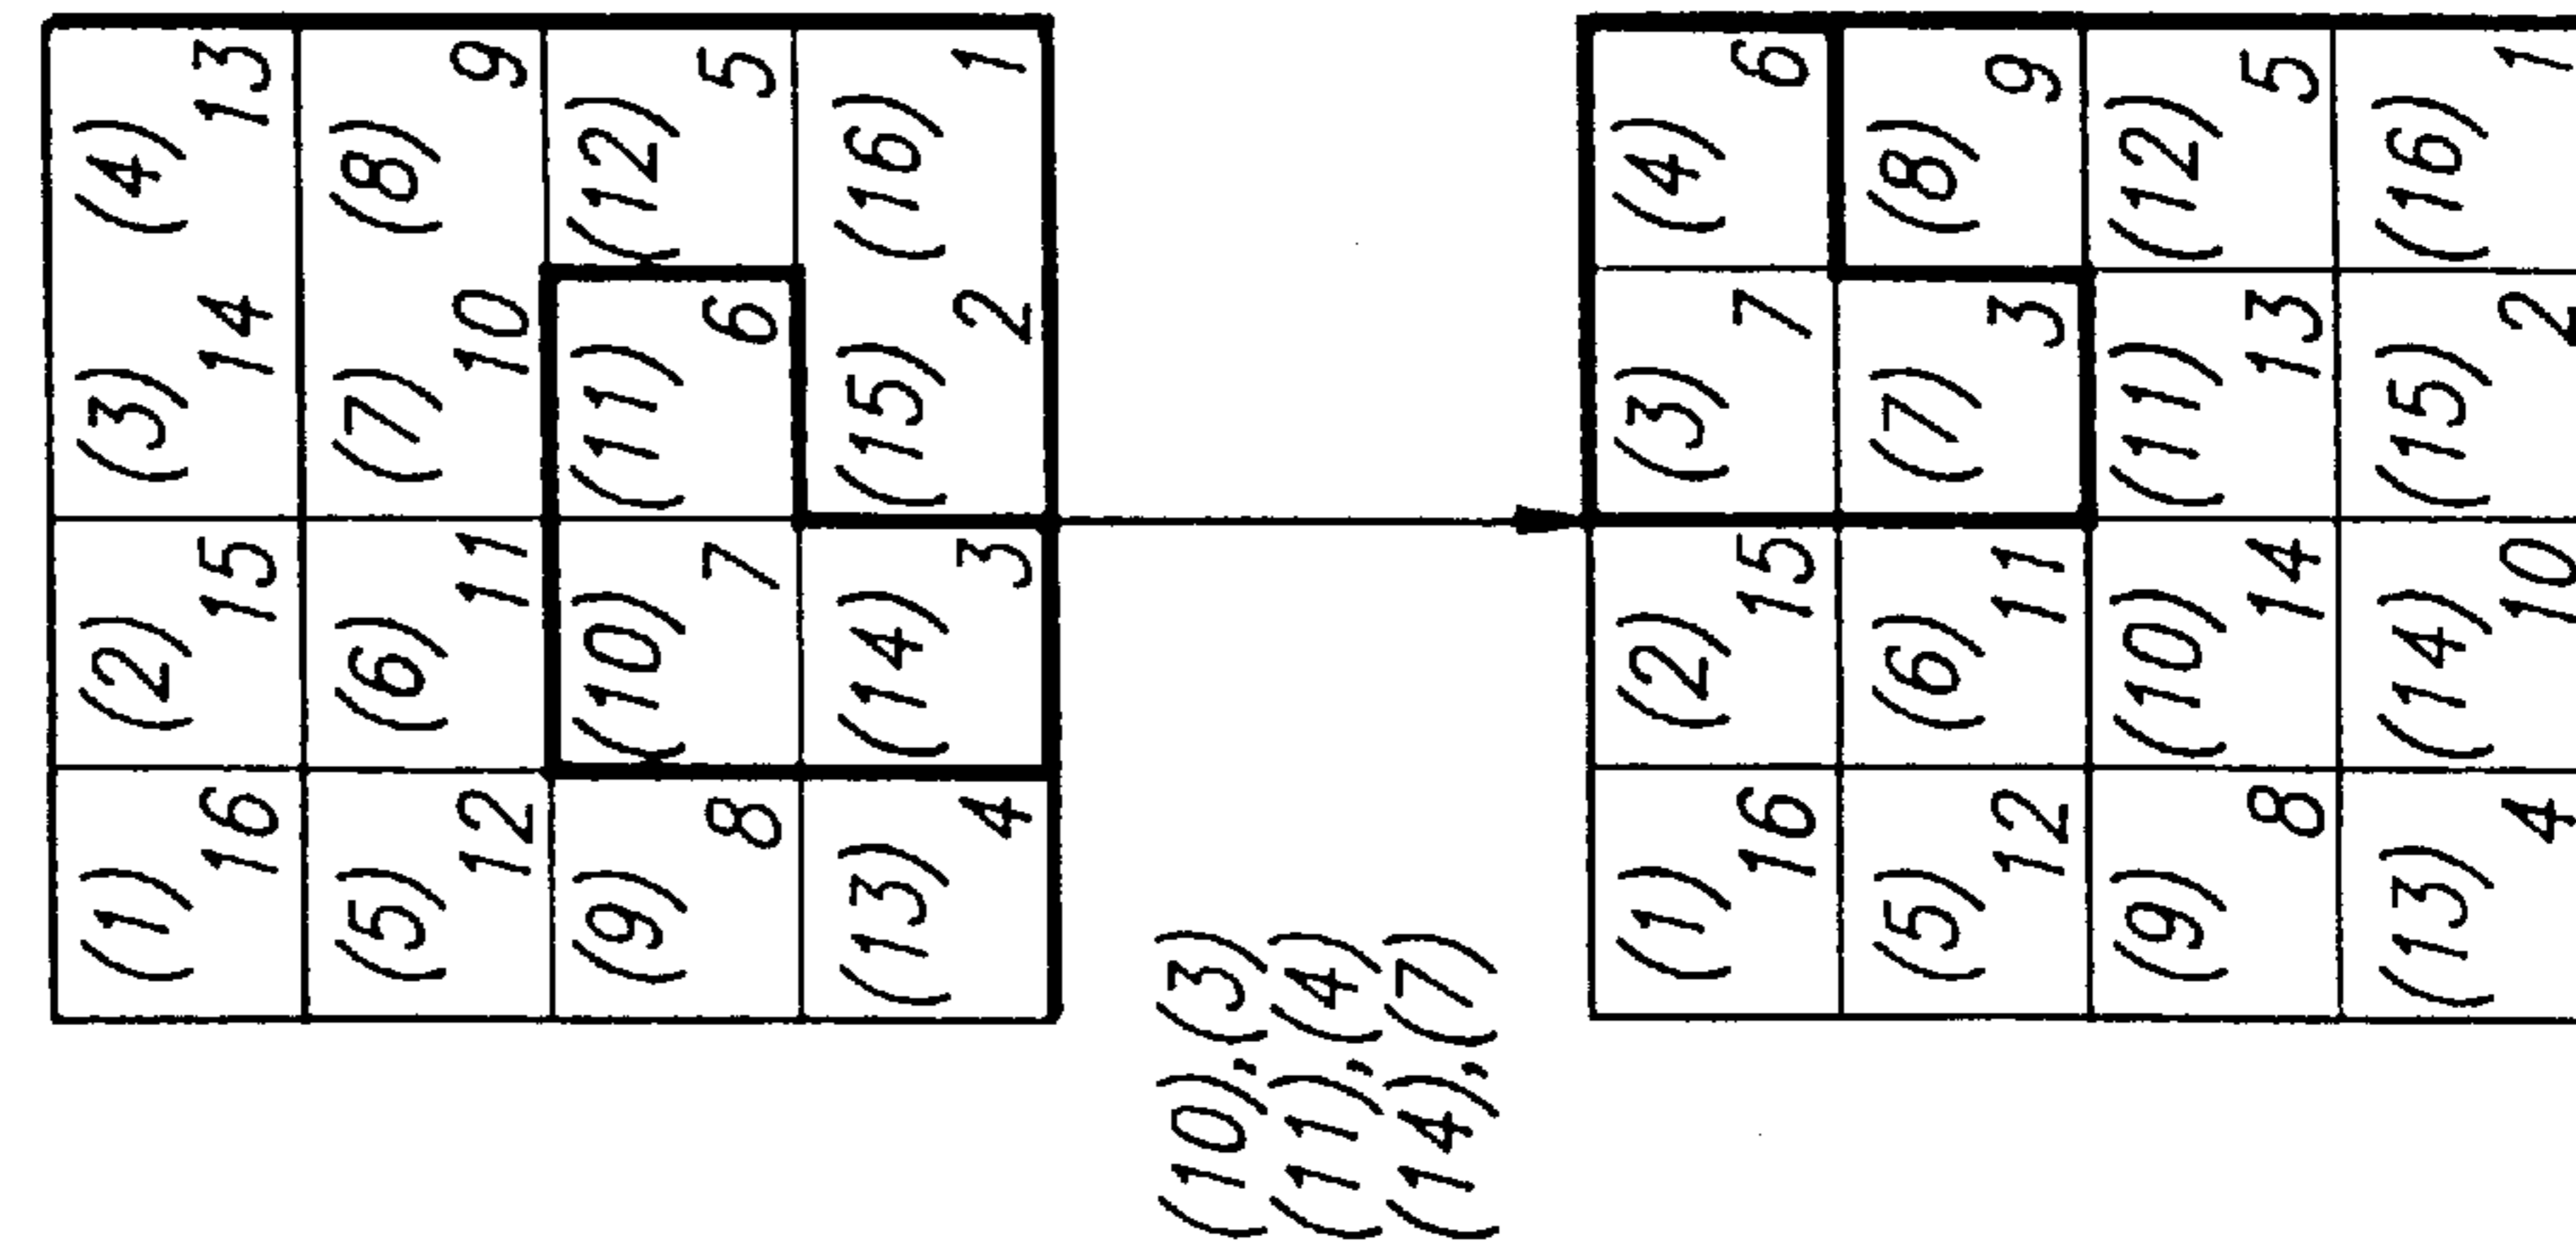 (1) (2) (3) (4)
16 15 14 13
(5) (6) (7) (8)
12 11 10 9
(9) (10) (11) (12)
8 7 6 5
(13) (14) (15) (16)
4 3 2 1
(10),(3)
(11),(4)
(14),(7)
(1) (2) (3) (4)
16 15 7 6
(5) (6) (7) (8)
12 11 3 9
(9) (10) (11) (12)
8 14 13 5
(13) (14) (15) (16)
4 10 2 1